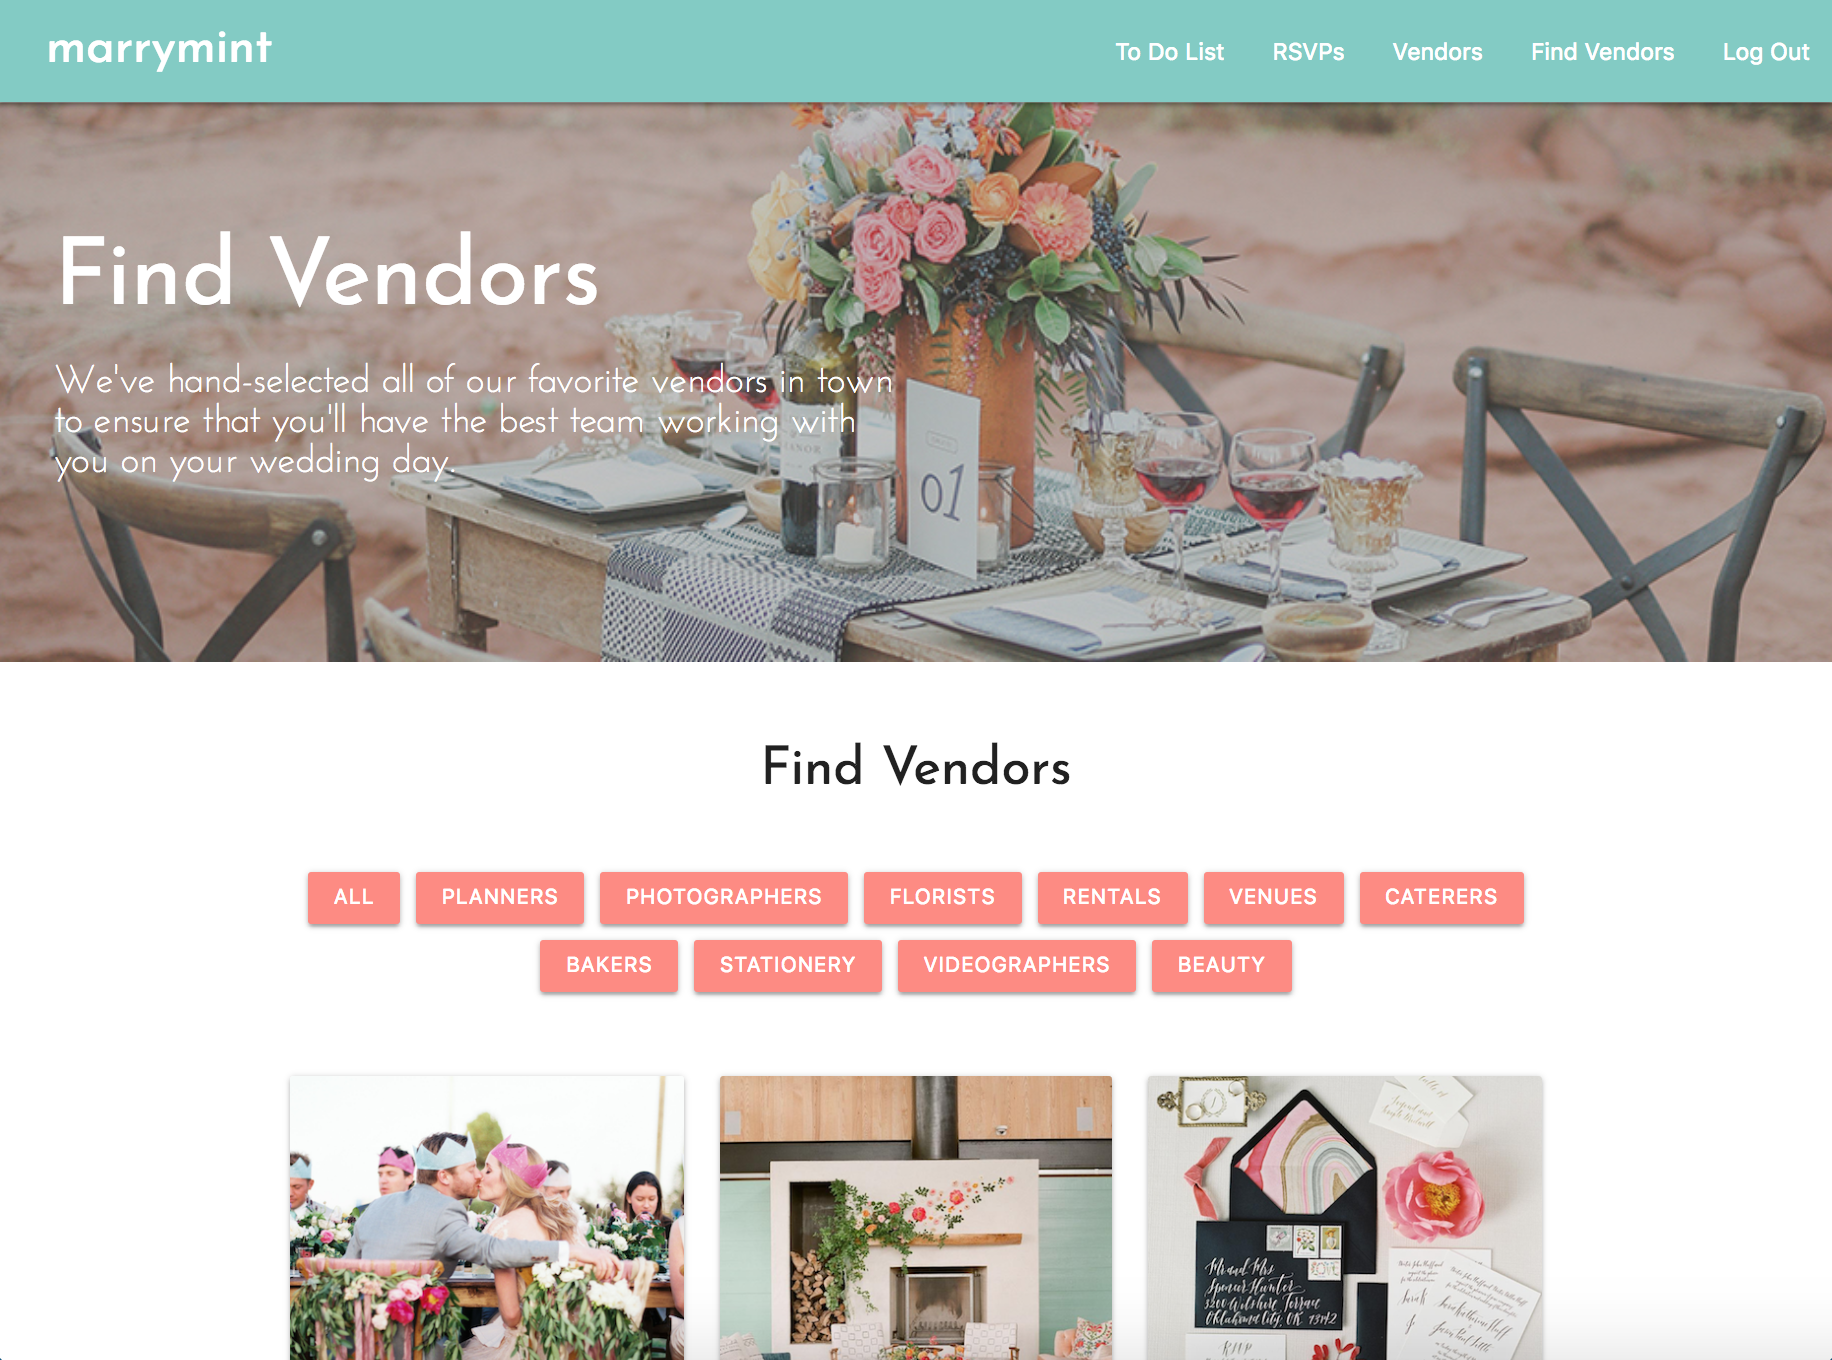 marrymint
To Do List
RSVPs
Vendors
Find Vendors
Log Out
Find Vendors
We've hand-selected all of our favorite vendors in town
to ensure that you'll have the best team working with
you on your wedding day.
01
Find Vendors
ALL
PLANNERS
PHOTOGRAPHERS
FLORISTS
RENTALS
VENUES
CATERERS
BAKERS
STATIONERY
VIDEOGRAPHERS
BEAUTY
LOVE
Mr and Mrs
Spencer Hunter
3200 Wilshire Terrace
Oklahoma City, OK 73142
RSVP